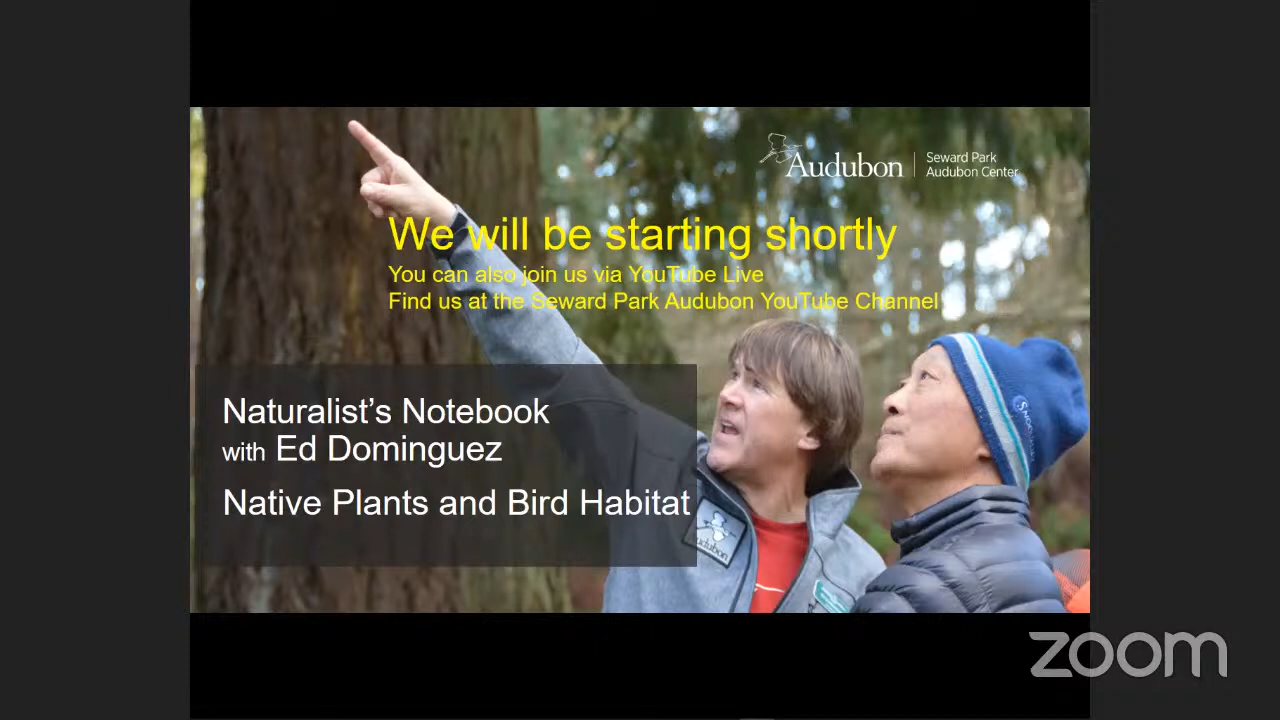 Audubon
Seward Park
Audubon Center
We will be starting shortly
You can also join us via YouTube Live
Find us at the Seward Park Audubon YouTube Channel
Naturalist's Notebook
with Ed Dominguez
Native Plants and Bird Habitat
Audubon
zoom